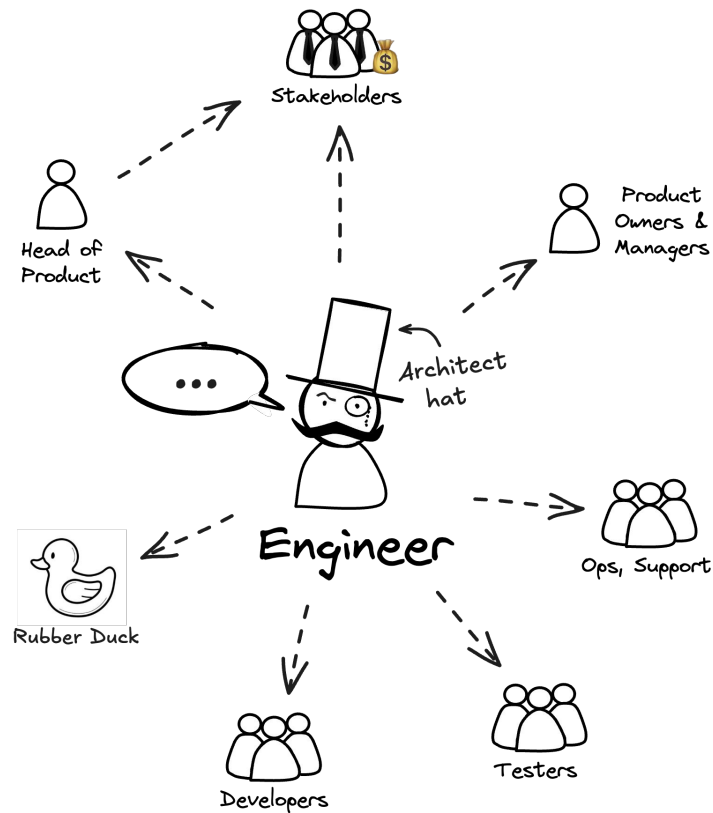 $
Stakeholders
Head of
Product
Product
Owners &
Managers
...
Architect
hat
Engineer
Ops, Support
Rubber Duck
Testers
Developers